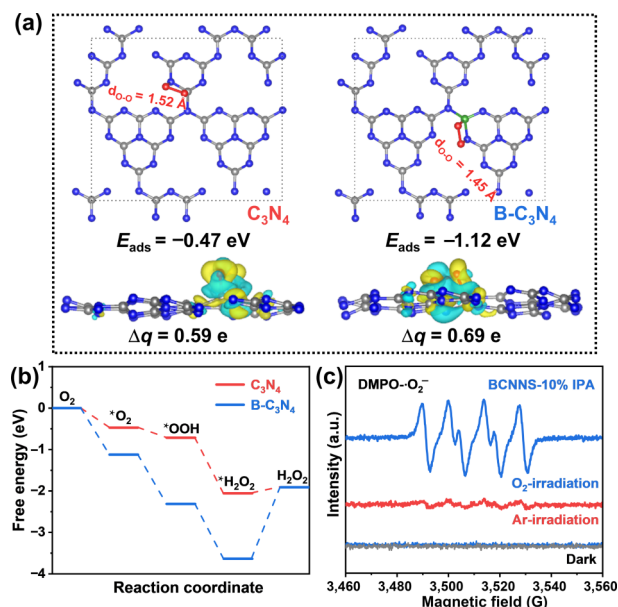 (a)
d_O-O = 1.52 Å
C₃N₄
E_ads = −0.47 eV
Δq = 0.59 e
d_O-O = 1.45 Å
B-C₃N₄
E_ads = −1.12 eV
Δq = 0.69 e
(b)
Free energy (eV)
1
0
−1
−2
−3
−4
O₂
*O₂
*OOH
*H₂O₂
H₂O₂
C₃N₄
B-C₃N₄
Reaction coordinate
(c)
Intensity (a.u.)
DMPO-·O₂⁻
BCNNS-10% IPA
O₂-irradiation
Ar-irradiation
Dark
3,460 3,480 3,500 3,520 3,540 3,560
Magnetic field (G)